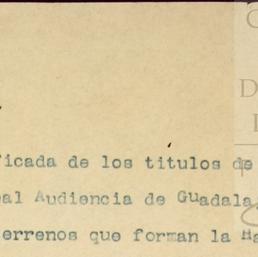 ficada de los titulos de
al Audiencia de Guadala
errenos que forman la Ha